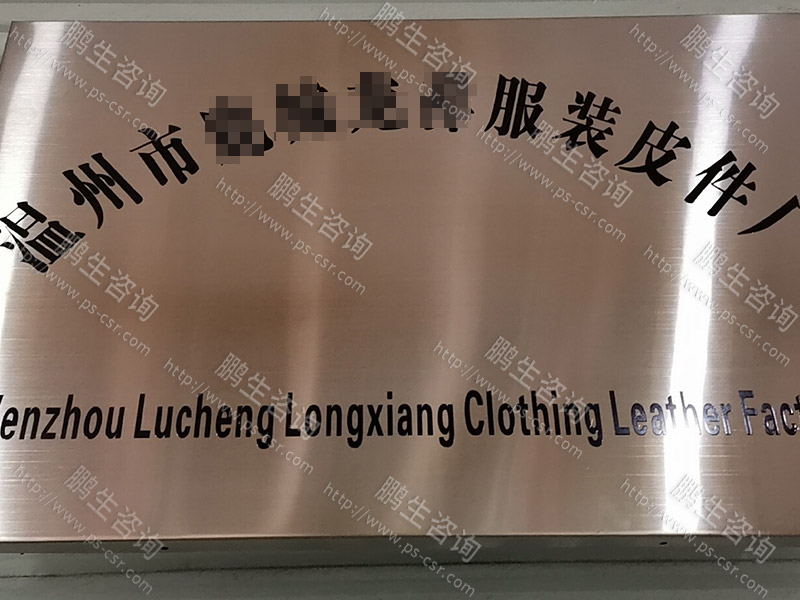 温州市 服装皮件厂
Wenzhou Lucheng Longxiang Clothing Leather Fact
鹏生咨询
http://www.ps-csr.com